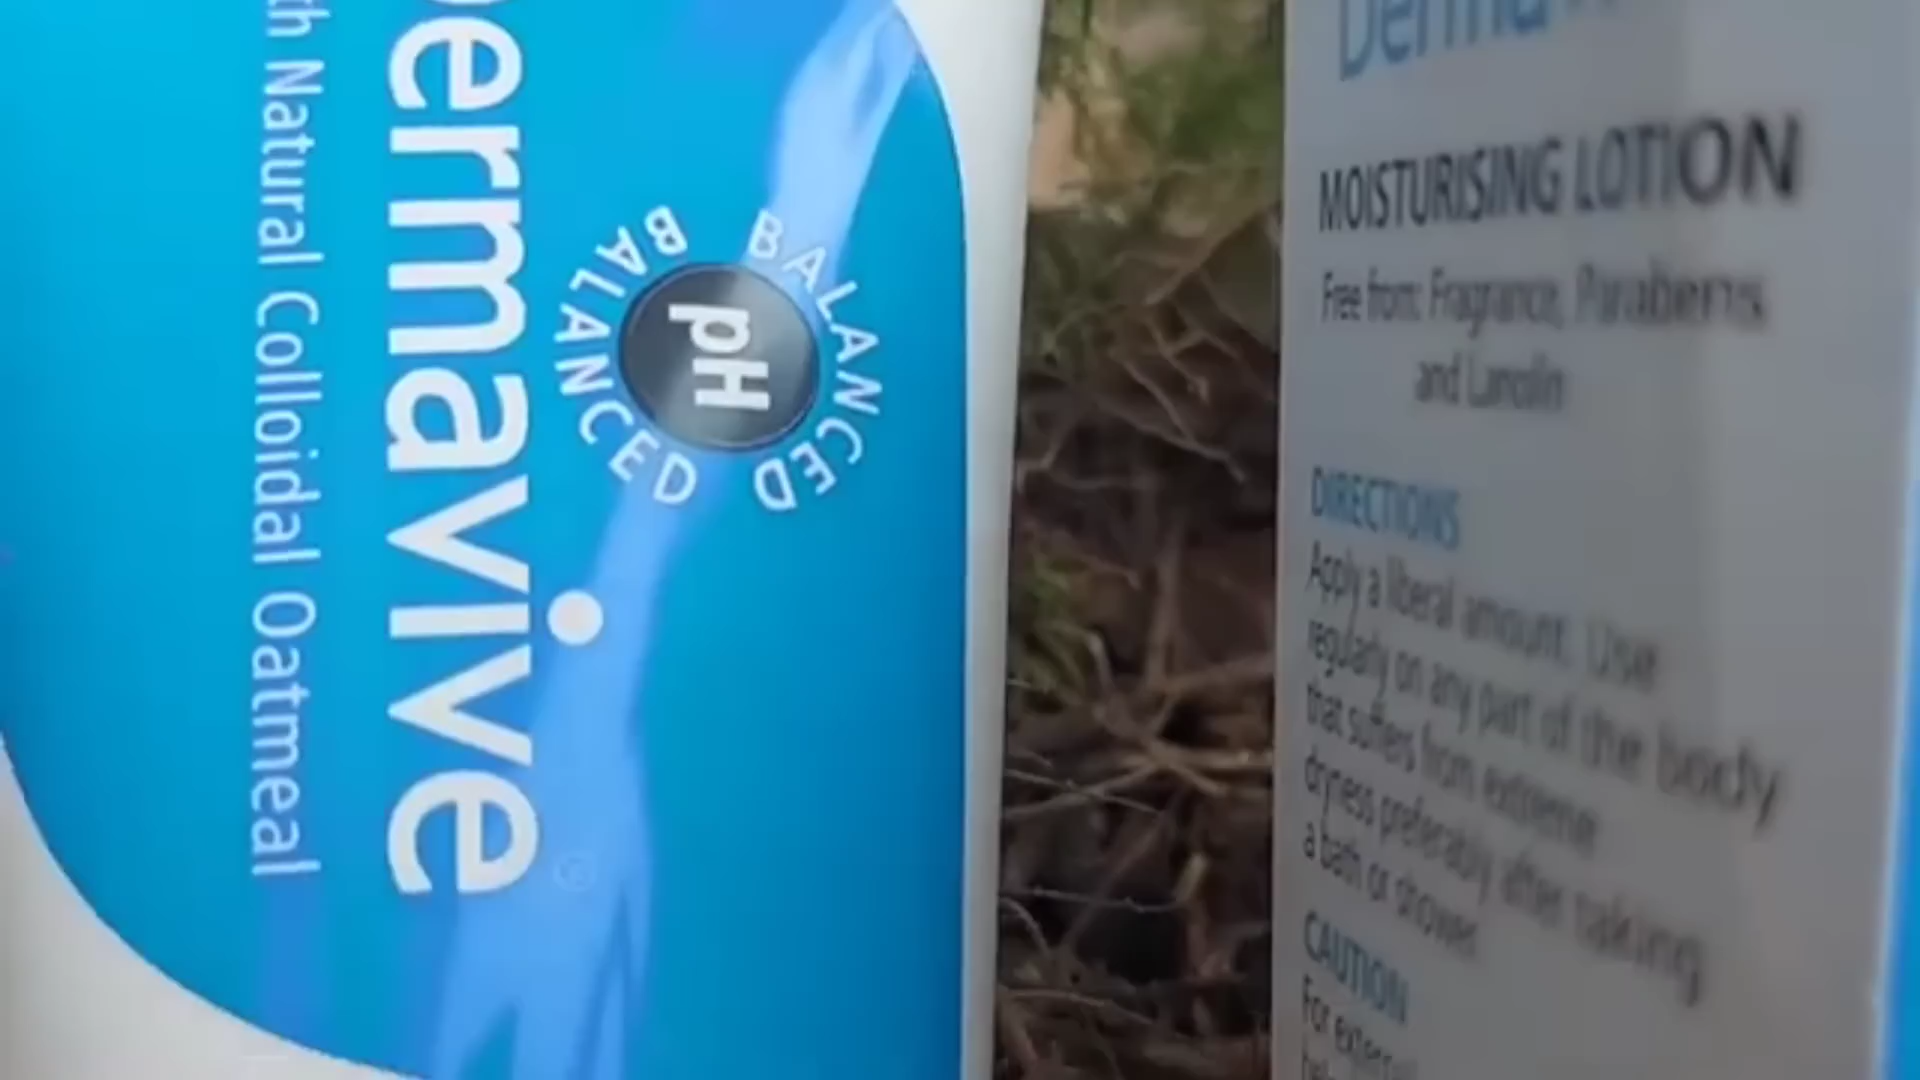 ermavive
th Natural Colloidal Oatmeal
pH
BALANCED BALANCED
Derma
MOISTURISING LOTION
Free from: Fragrance, Parabens
and Lanolin
DIRECTIONS
Apply a liberal amount. Use
regularly on any part of the body
that suffers from extreme
dryness preferably after taking
a bath or shower.
CAUTION
For external